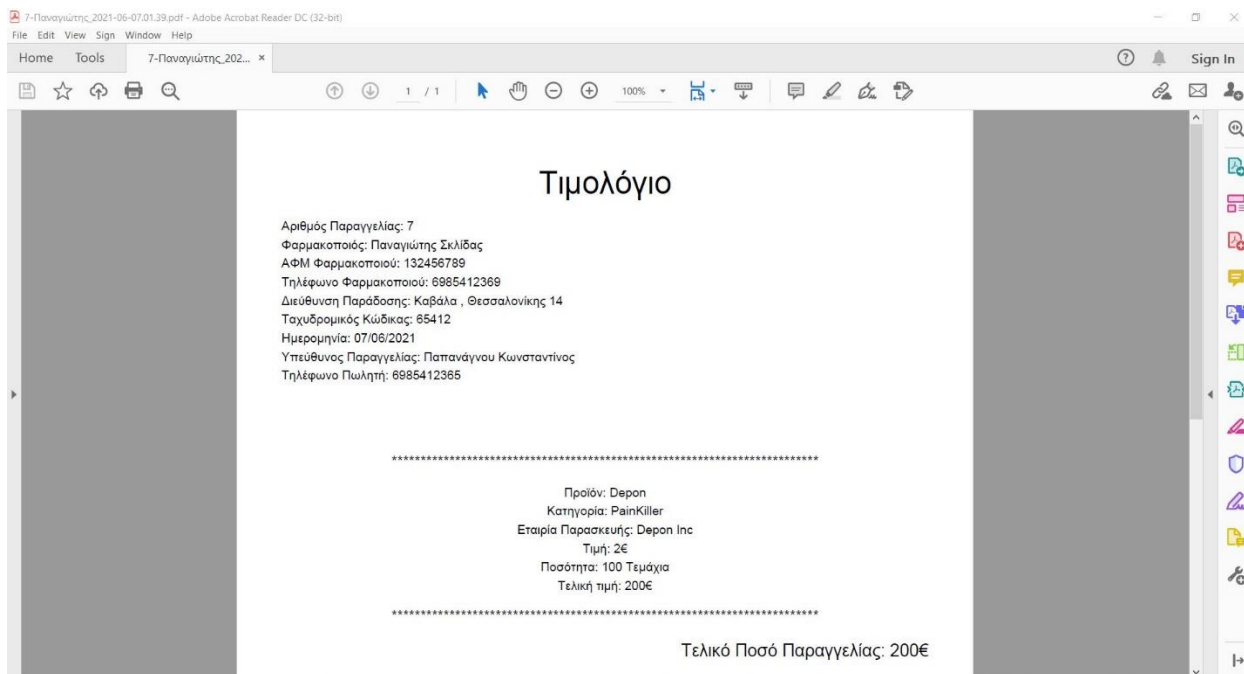 7-Παναγιώτης_2021-06-07.01.39.pdf - Adobe Acrobat Reader DC (32-bit)
File Edit View Sign Window Help
Home Tools 7-Παναγιώτης_202... × Sign In
1 / 1 100%
Τιμολόγιο
Αριθμός Παραγγελίας: 7
Φαρμακοποιός: Παναγιώτης Σκλίδας
ΑΦΜ Φαρμακοποιού: 132456789
Τηλέφωνο Φαρμακοποιού: 6985412369
Διεύθυνση Παράδοσης: Καβάλα , Θεσσαλονίκης 14
Ταχυδρομικός Κώδικας: 65412
Ημερομηνία: 07/06/2021
Υπεύθυνος Παραγγελίας: Παπανάγνου Κωνσταντίνος
Τηλέφωνο Πωλητή: 6985412365
**************************************************************************
Προϊόν: Depon
Κατηγορία: PainKiller
Εταιρία Παρασκευής: Depon Inc
Τιμή: 2€
Ποσότητα: 100 Τεμάχια
Τελική τιμή: 200€
**************************************************************************
Τελικό Ποσό Παραγγελίας: 200€